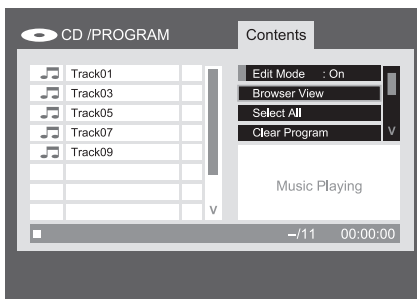 CD /PROGRAM
Contents
Track01
Track03
Track05
Track07
Track09
V
Edit Mode : On
Browser View
Select All
Clear Program
V
Music Playing
–/11 00:00:00